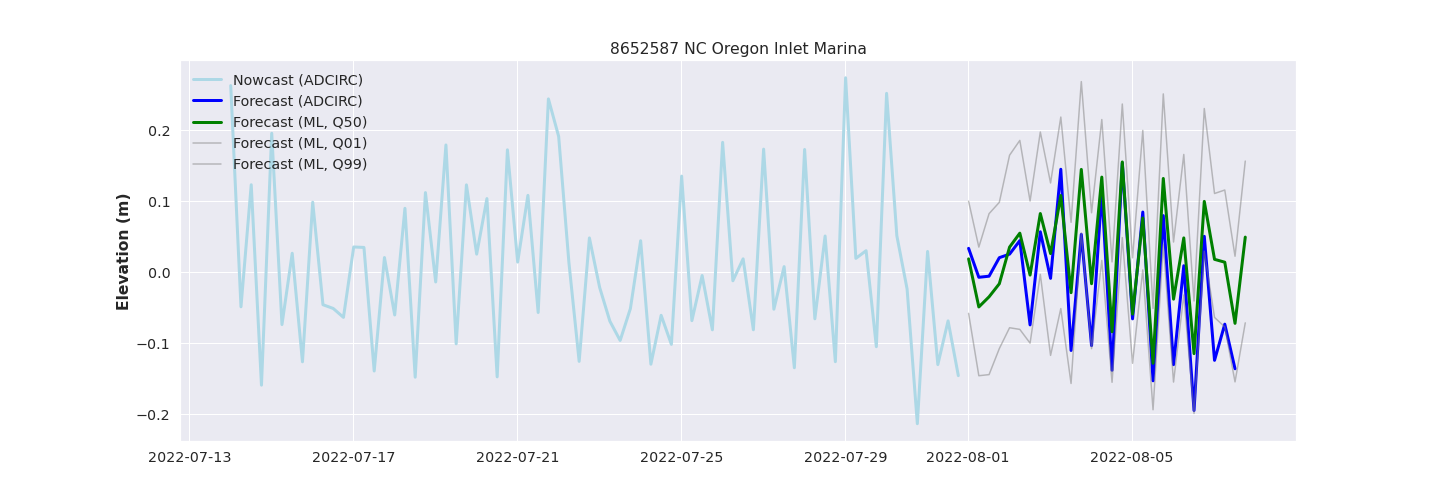 8652587 NC Oregon Inlet Marina
Nowcast (ADCIRC)
Forecast (ADCIRC)
Forecast (ML, Q50)
Forecast (ML, Q01)
Forecast (ML, Q99)
Elevation (m)
0.2
0.1
0.0
−0.1
−0.2
2022-07-13 2022-07-17 2022-07-21 2022-07-25 2022-07-29 2022-08-01 2022-08-05